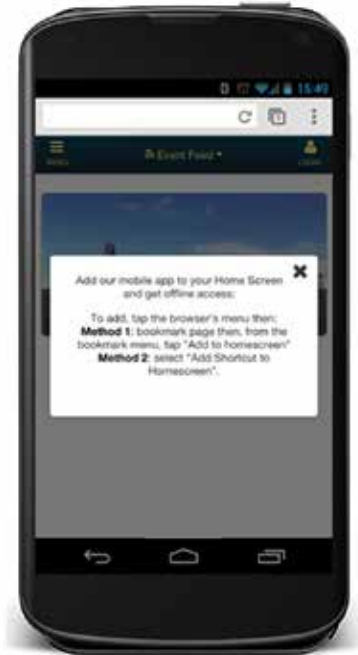 15:49
MENU
Event Feed
LOGIN
Add our mobile app to your Home Screen
and get offline access:
To add, tap the browser's menu then:
Method 1: bookmark page then, from the
bookmark menu, tap "Add to homescreen"
Method 2: select "Add Shortcut to
Homescreen".